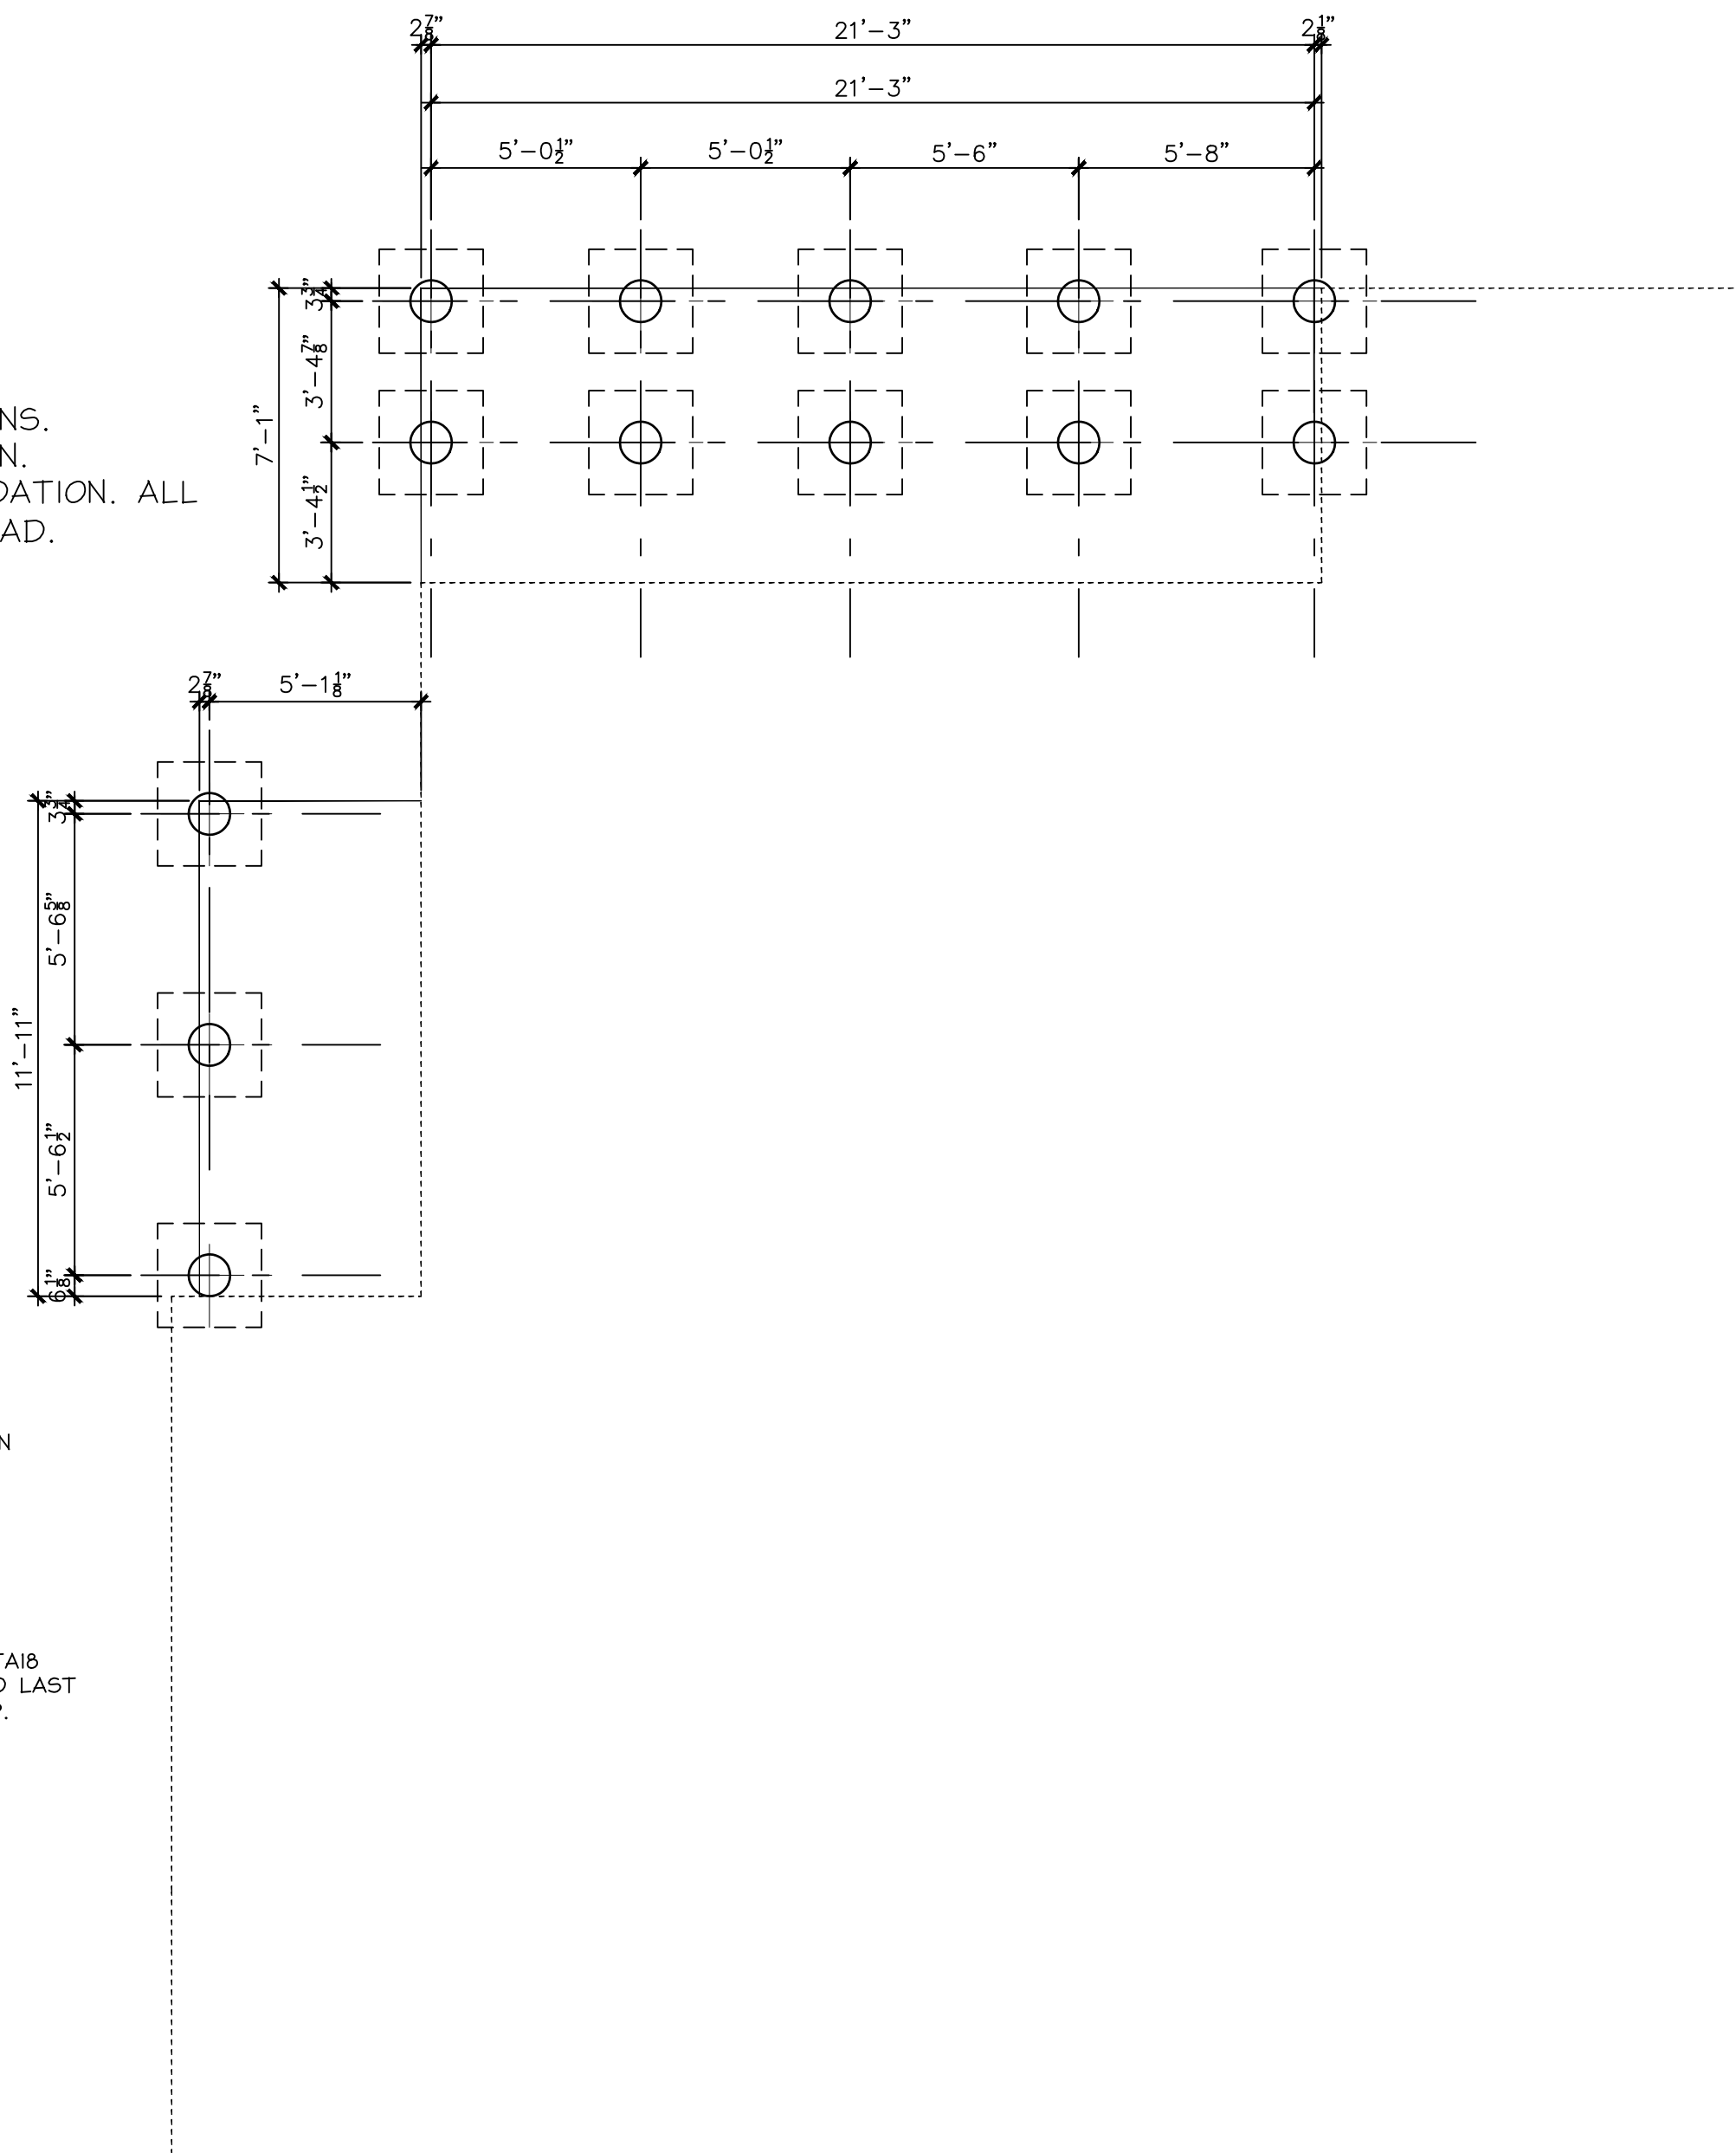 2⅞” 21’-3” 2⅛”
21’-3”
5’-0½” 5’-0½” 5’-6” 5’-8”
3¾”
3’-4⅞”
3’-4½”
7’-1”
NS.
N.
DATION. ALL
AD.
2⅞” 5’-1⅛”
3¾”
5’-6⅝”
5’-6½”
6⅛”
11’-11”
N
TA18
D LAST